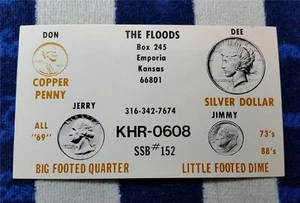 DON THE FLOODS DEE
Box 245
Emporia
Kansas
66801
COPPER
PENNY
SILVER DOLLAR
JERRY 316-342-7674 JIMMY
ALL
"69"
KHR-0608
73's
88's
SSB#152
BIG FOOTED QUARTER LITTLE FOOTED DIME